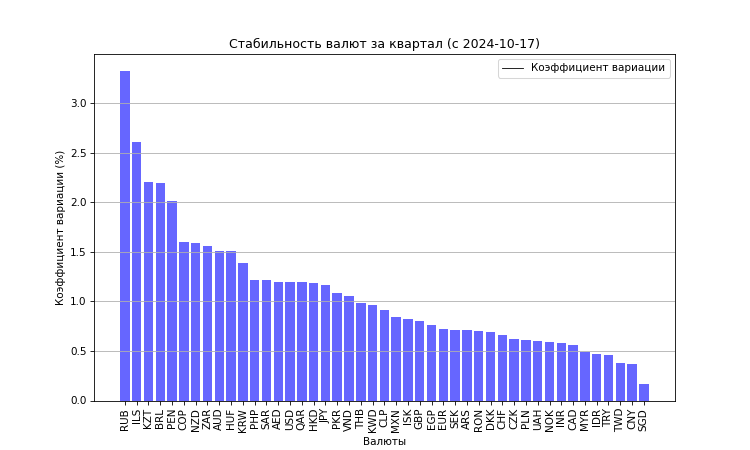 Стабильность валют за квартал (с 2024-10-17)
Коэффициент вариации
Коэффициент вариации (%)
3.0
2.5
2.0
1.5
1.0
0.5
0.0
RUB ILS KZT BRL PEN COP NZD ZAR AUD HUF KRW PHP SAR AED USD QAR HKD JPY PKR VND THB KWD CLP MXN ISK GBP EGP EUR SEK ARS RON DKK CHF CZK PLN UAH NOK INR CAD MYR IDR TRY TWD CNY SGD
Валюты